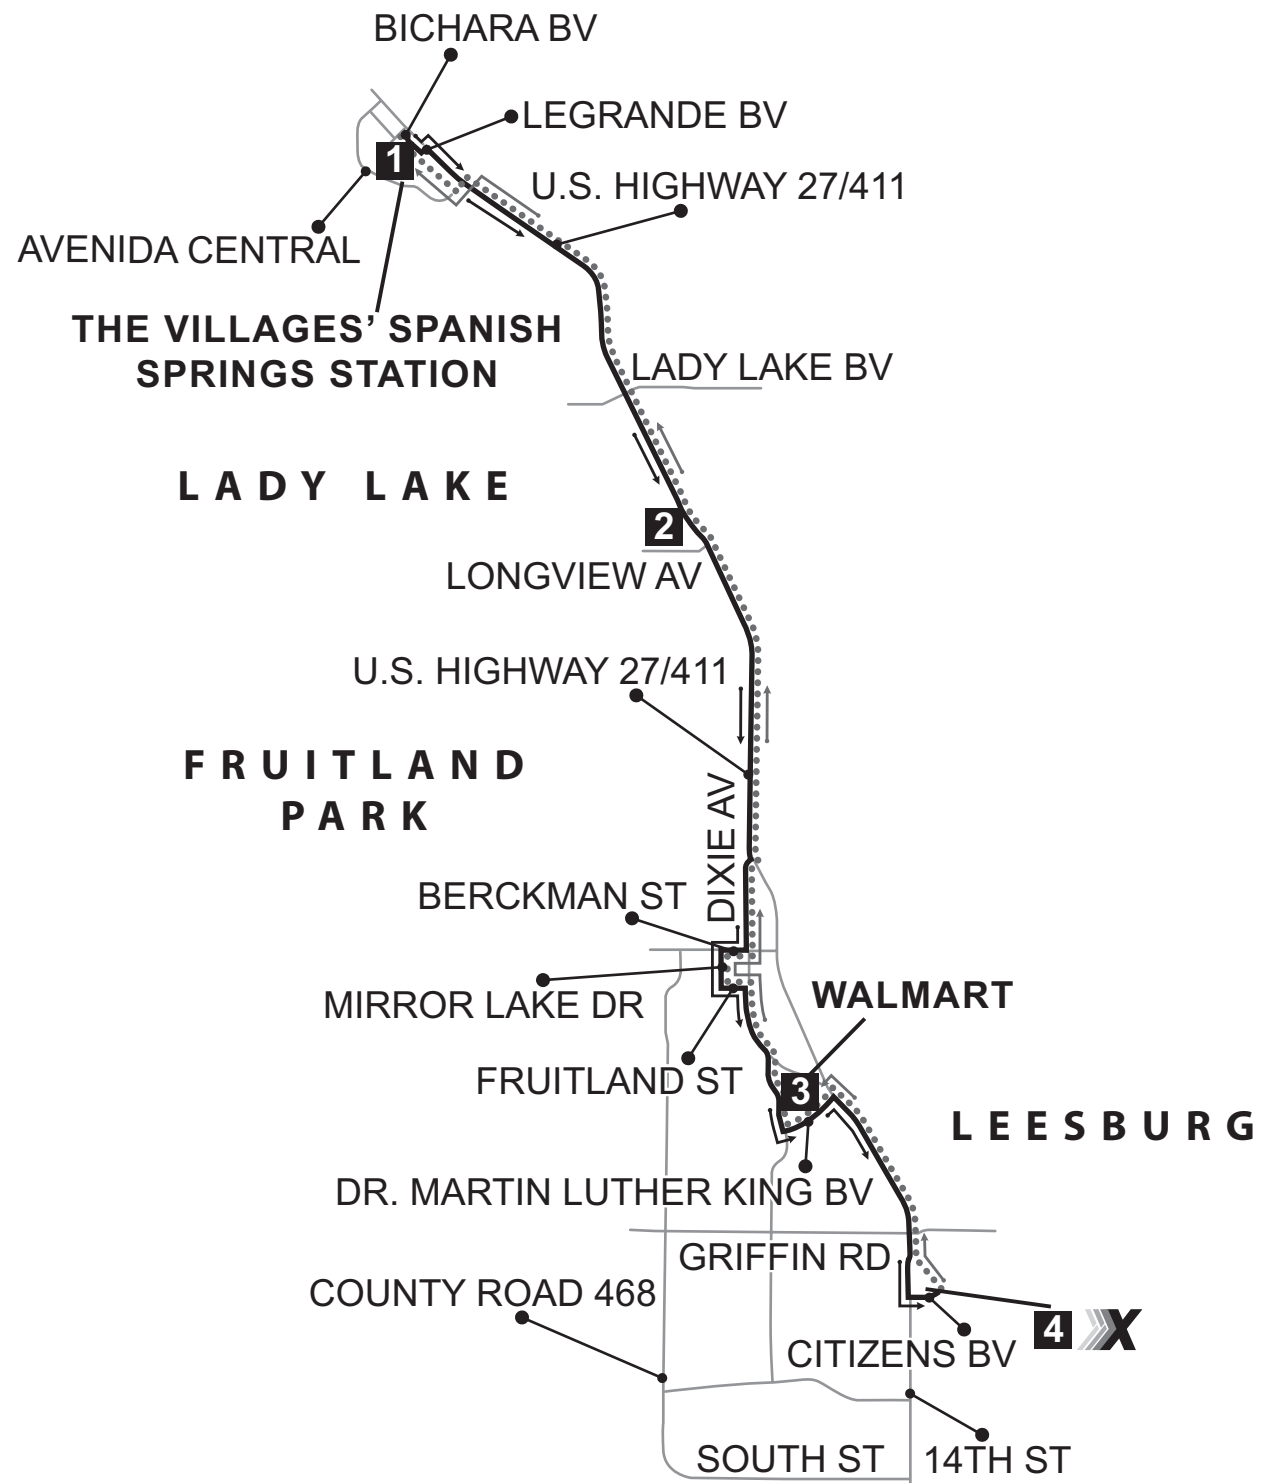 BICHARA BV
LEGRANDE BV
1
U.S. HIGHWAY 27/411
AVENIDA CENTRAL
THE VILLAGES’ SPANISH
SPRINGS STATION
LADY LAKE BV
LADY LAKE
2
LONGVIEW AV
U.S. HIGHWAY 27/411
FRUITLAND
PARK
DIXIE AV
BERCKMAN ST
MIRROR LAKE DR
WALMART
FRUITLAND ST
3
LEESBURG
DR. MARTIN LUTHER KING BV
GRIFFIN RD
COUNTY ROAD 468
4 X
CITIZENS BV
SOUTH ST
14TH ST